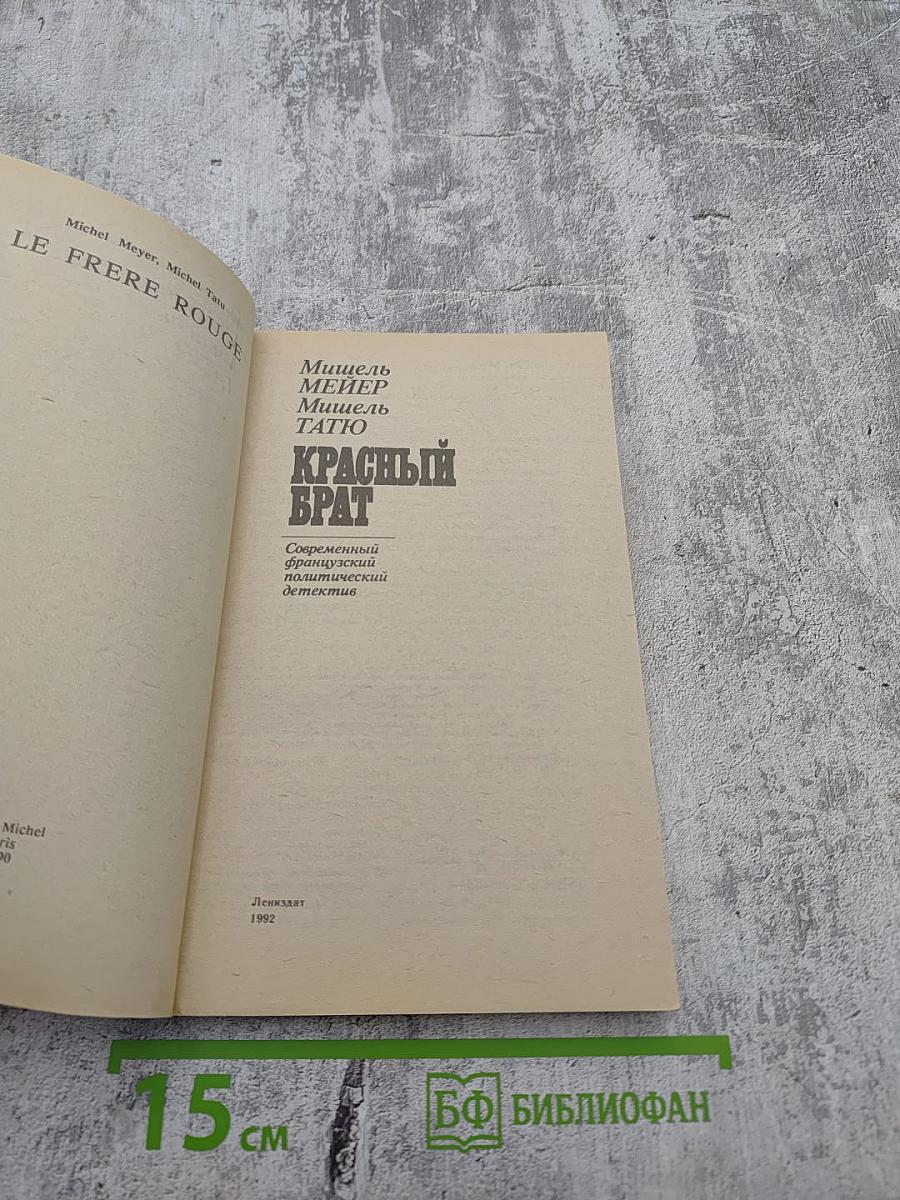 Michel Meyer, Michel Tatu
LE FRERE ROUGE
Michel
ris
90
Мишель
МЕЙЕР
Мишель
ТАТЮ
КРАСНЫЙ
БРАТ
Современный
французский
политический
детектив
Лениздат
1992
15 см
БФ БИБЛИОФАН